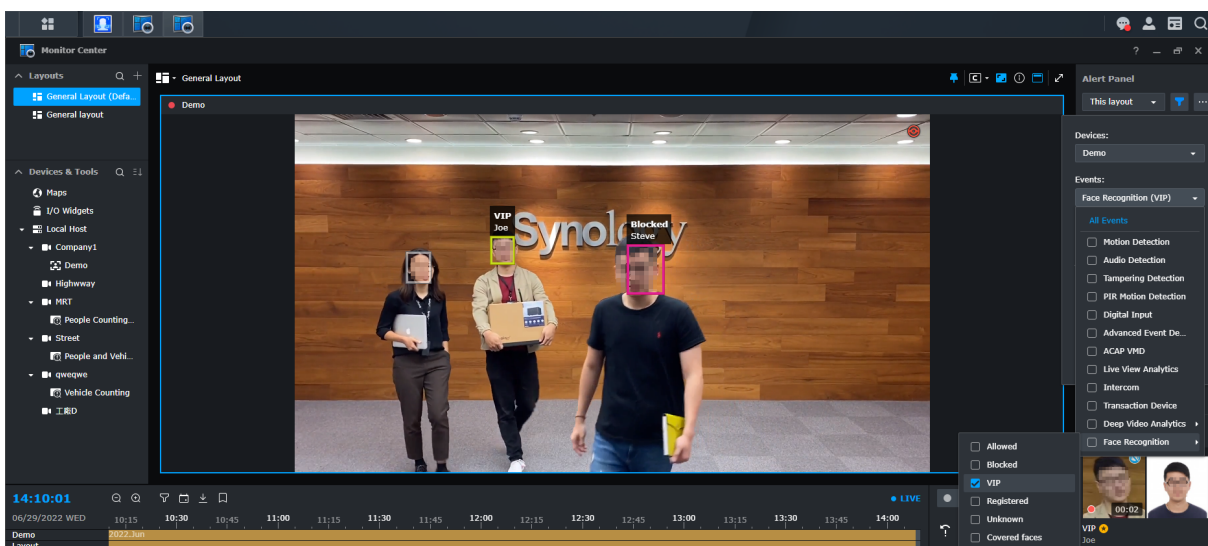 Monitor Center
Layouts
General Layout (Defa...
General layout
Devices & Tools
Maps
I/O Widgets
Local Host
Company1
Demo
Highwway
MRT
People Counting...
Street
People and Vehi...
qweqwe
Vehicle Counting
General Layout
Demo
Synology
VIP
Joe
Blocked
Steve
Alert Panel
This layout
Devices:
Demo
Events:
Face Recognition (VIP)
All Events
Motion Detection
Audio Detection
Tampering Detection
PIR Motion Detection
Digital Input
Advanced Event De...
ACAP VMD
Live View Analytics
Intercom
Transaction Device
Deep Video Analytics
Face Recognition
Allowed
Blocked
VIP
Registered
Unknown
Covered faces
00:02
VIP
Joe
14:10:01
LIVE
06/29/2022 WED
10:15 10:30 10:45 11:00 11:15 11:30 11:45 12:00 12:15 12:30 12:45 13:00 13:15 13:30 13:45 14:00
Demo
2022.Jun
Layout